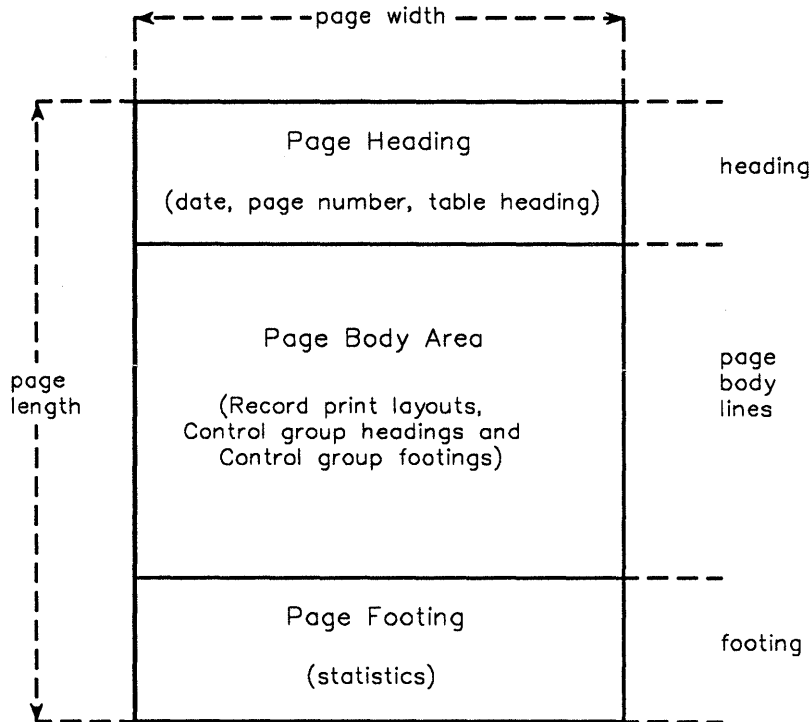 page width
Page Heading
(date, page number, table heading)
heading
Page Body Area
(Record print layouts,
Control group headings and
Control group footings)
page
length
page
body
lines
Page Footing
(statistics)
footing